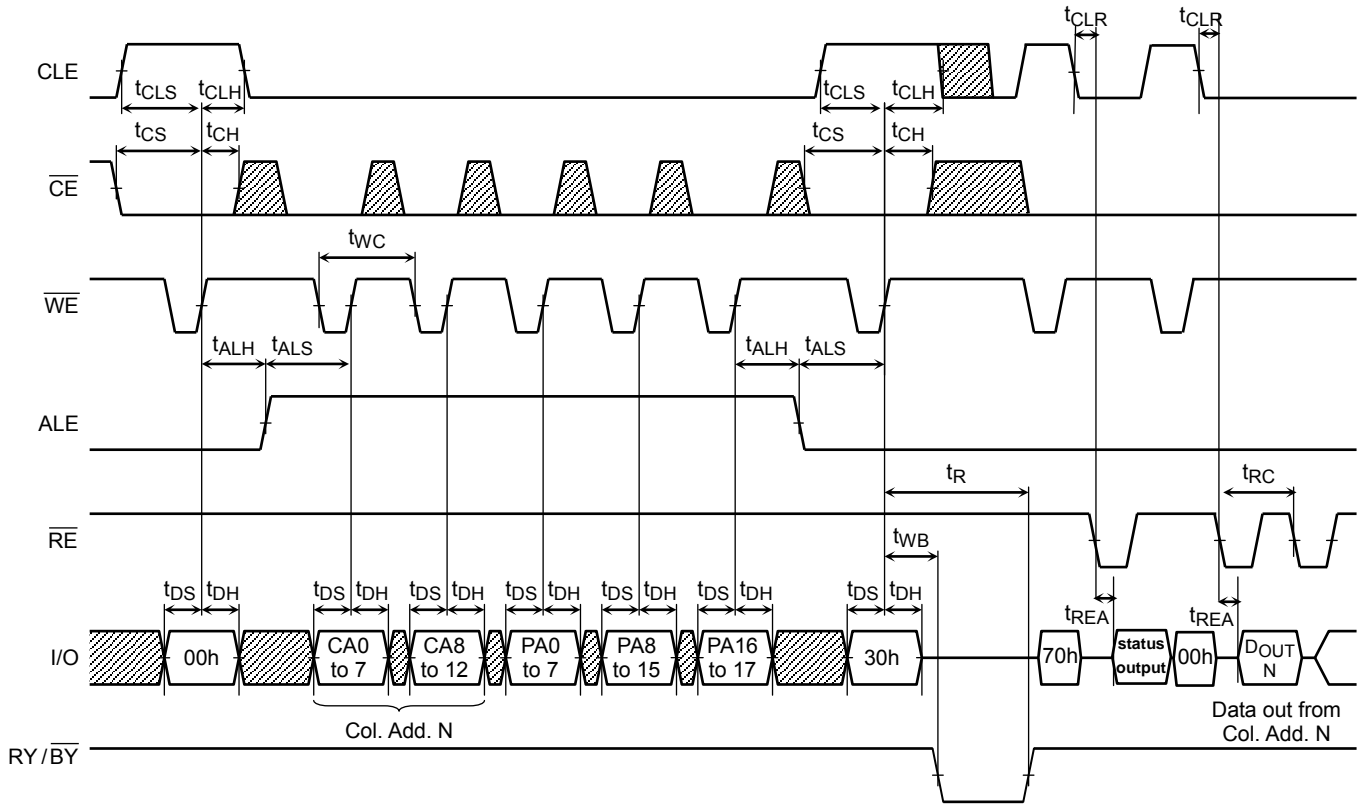 tCLR tCLR
CLE
tCLS tCLH tCLS tCLH
tCS tCH tCS tCH
CE
tWC
WE
tALH tALS tALH tALS
ALE
tR tRC
RE
tWB
tDS tDH tDS tDH tDS tDH tDS tDH tDS tDH tDS tDH tDS tDH
tREA tREA
I/O
00h
CA0
to 7
CA8
to 12
PA0
to 7
PA8
to 15
PA16
to 17
30h
70h
status
output
00h
DOUT
N
Col. Add. N
Data out from
Col. Add. N
RY/BY